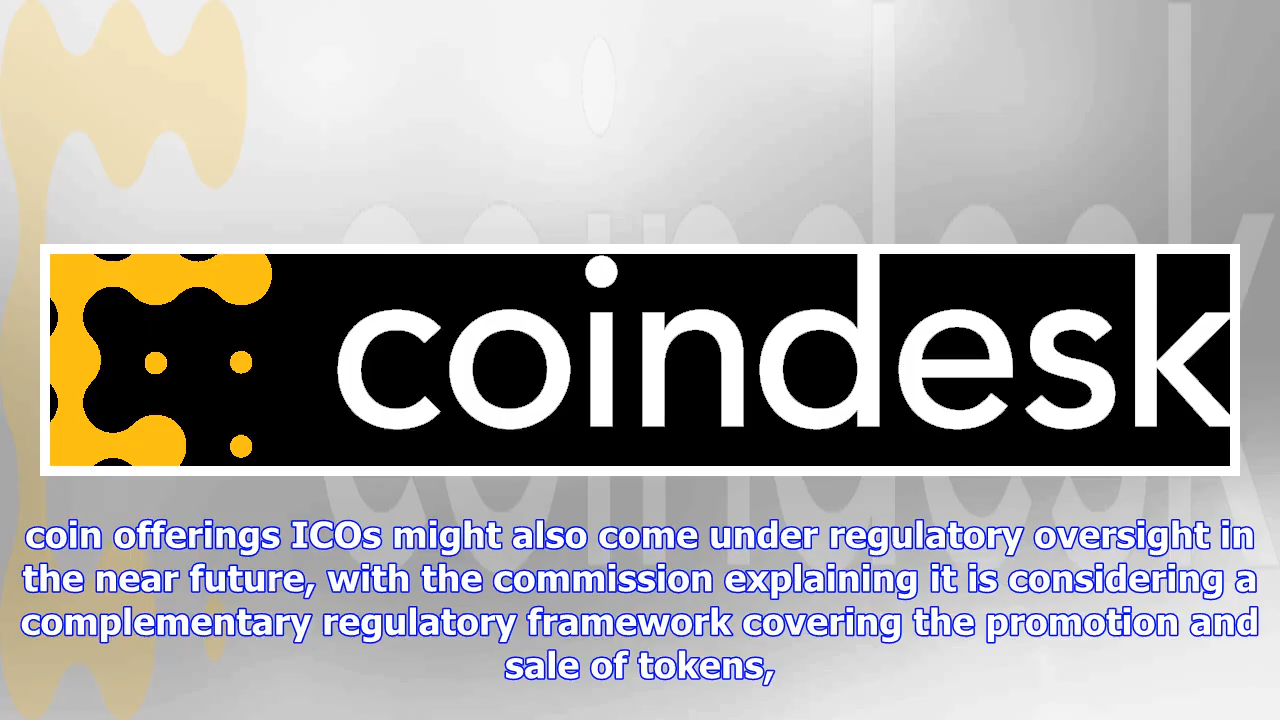 coindesk
coin offerings ICOs might also come under regulatory oversight in
the near future, with the commission explaining it is considering a
complementary regulatory framework covering the promotion and
sale of tokens,